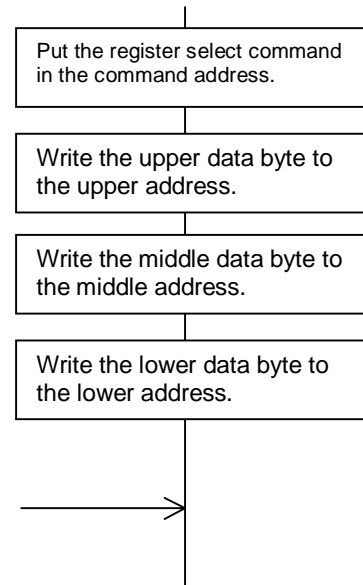 Put the register select command
in the command address.
Write the upper data byte to
the upper address.
Write the middle data byte to
the middle address.
Write the lower data byte to
the lower address.